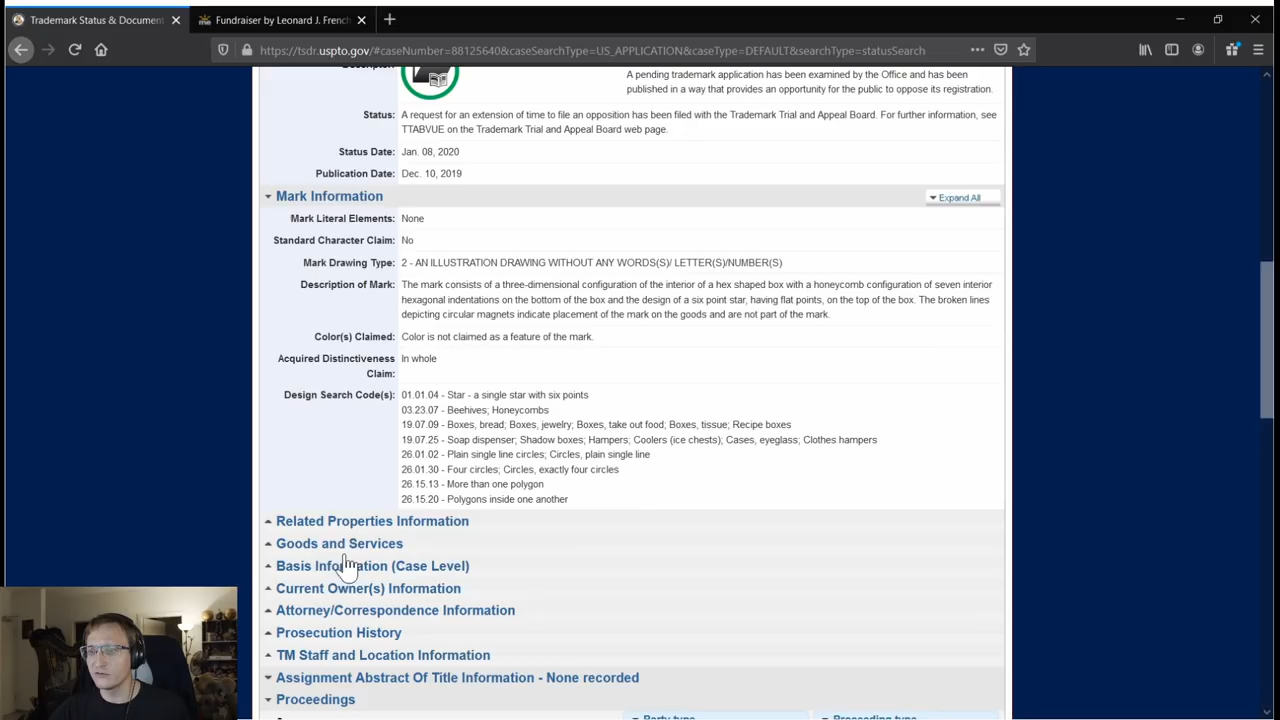 Trademark Status & Document
Fundraiser by Leonard J. French
https://tsdr.uspto.gov/#caseNumber=88125640&caseSearchType=US_APPLICATION&caseType=DEFAULT&searchType=statusSearch
A pending trademark application has been examined by the Office and has been
published in a way that provides an opportunity for the public to oppose its registration.
Status: A request for an extension of time to file an opposition has been filed with the Trademark Trial and Appeal Board. For further information, see
TTABVUE on the Trademark Trial and Appeal Board web page.
Status Date: Jan. 08, 2020
Publication Date: Dec. 10, 2019
Mark Information
Expand All
Mark Literal Elements: None
Standard Character Claim: No
Mark Drawing Type: 2 - AN ILLUSTRATION DRAWING WITHOUT ANY WORDS(S)/ LETTER(S)/NUMBER(S)
Description of Mark: The mark consists of a three-dimensional configuration of the interior of a hex shaped box with a honeycomb configuration of seven interior
hexagonal indentations on the bottom of the box and the design of a six point star, having flat points, on the top of the box. The broken lines
depicting circular magnets indicate placement of the mark on the goods and are not part of the mark.
Color(s) Claimed: Color is not claimed as a feature of the mark.
Acquired Distinctiveness In whole
Claim:
Design Search Code(s): 01.01.04 - Star - a single star with six points
03.23.07 - Beehives; Honeycombs
19.07.09 - Boxes, bread; Boxes, jewelry; Boxes, take out food; Boxes, tissue; Recipe boxes
19.07.25 - Soap dispenser; Shadow boxes; Hampers; Coolers (ice chests); Cases, eyeglass; Clothes hampers
26.01.02 - Plain single line circles; Circles, plain single line
26.01.30 - Four circles; Circles, exactly four circles
26.15.13 - More than one polygon
26.15.20 - Polygons inside one another
Related Properties Information
Goods and Services
Basis Information (Case Level)
Current Owner(s) Information
Attorney/Correspondence Information
Prosecution History
TM Staff and Location Information
Assignment Abstract Of Title Information - None recorded
Proceedings
Party type
Proceeding type